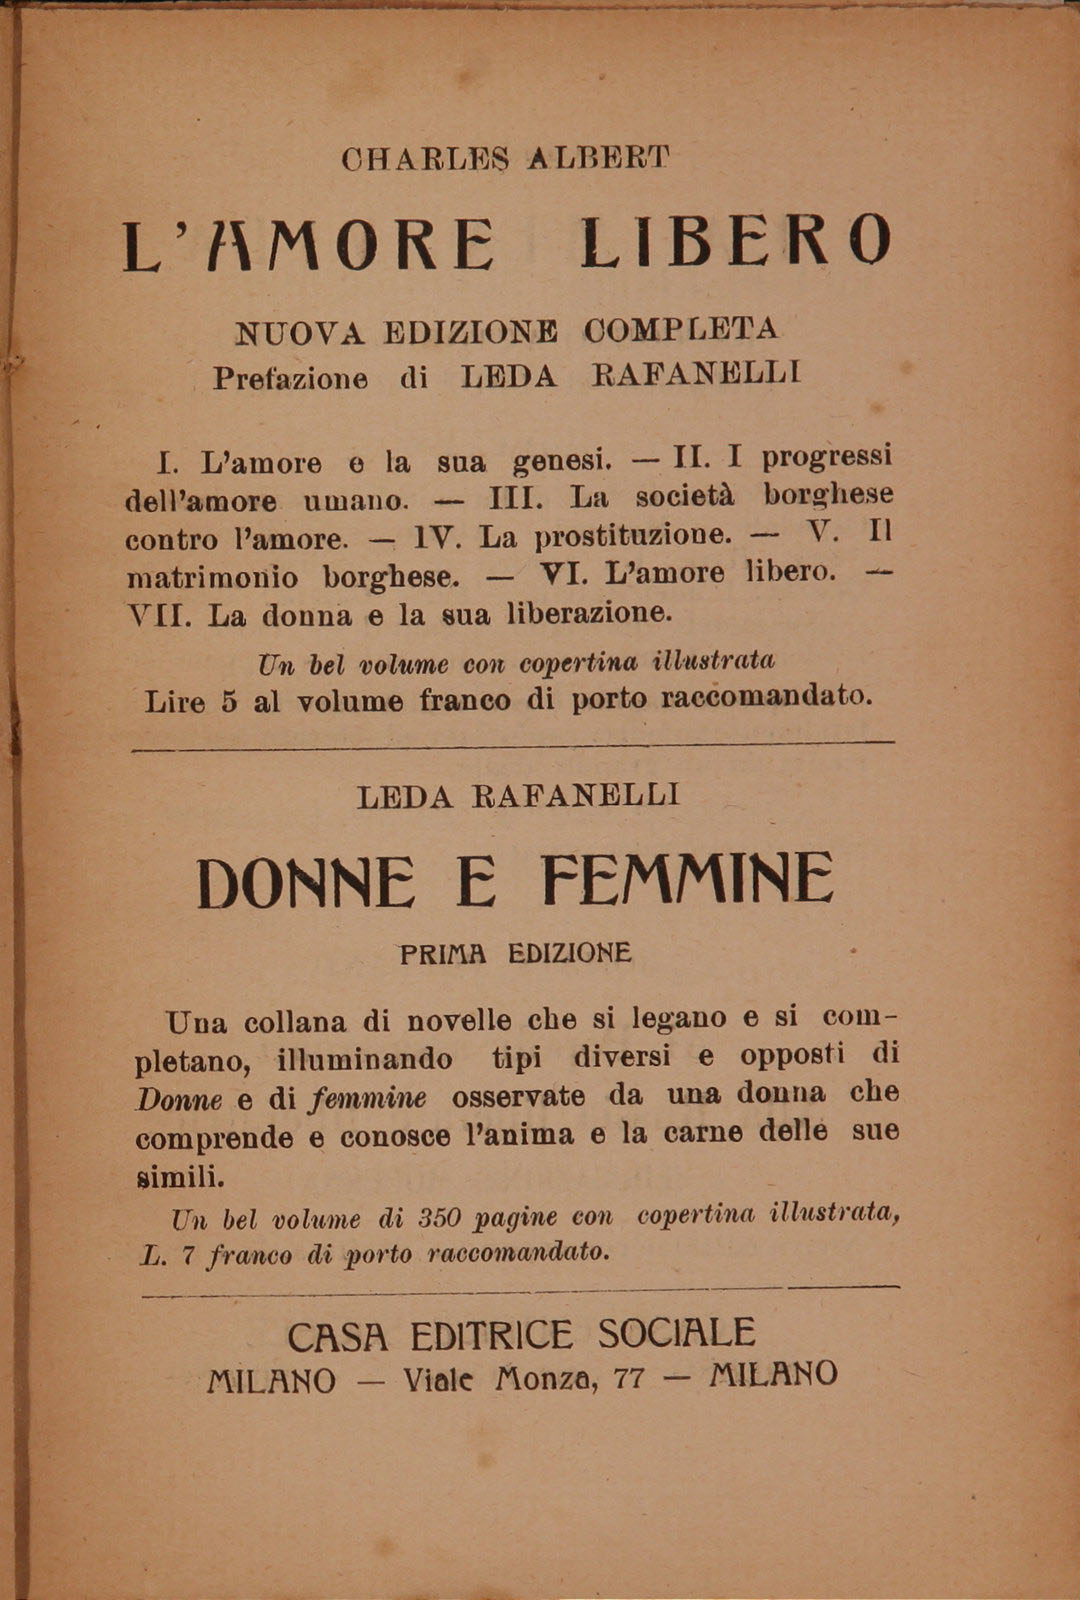 CHARLES ALBERT
L'AMORE LIBERO
NUOVA EDIZIONE COMPLETA
Prefazione di LEDA RAFANELLI
I. L'amore e la sua genesi. — II. I progressi
dell'amore umano. — III. La società borghese
contro l'amore. — IV. La prostituzione. — V. Il
matrimonio borghese. — VI. L'amore libero. —
VII. La donna e la sua liberazione.
Un bel volume con copertina illustrata
Lire 5 al volume franco di porto raccomandato.
LEDA RAFANELLI
DONNE E FEMMINE
PRIMA EDIZIONE
Una collana di novelle che si legano e si com-
pletano, illuminando tipi diversi e opposti di
Donne e di femmine osservate da una donna che
comprende e conosce l'anima e la carne delle sue
simili.
Un bel volume di 350 pagine con copertina illustrata,
L. 7 franco di porto raccomandato.
CASA EDITRICE SOCIALE
MILANO — Viale Monza, 77 — MILANO